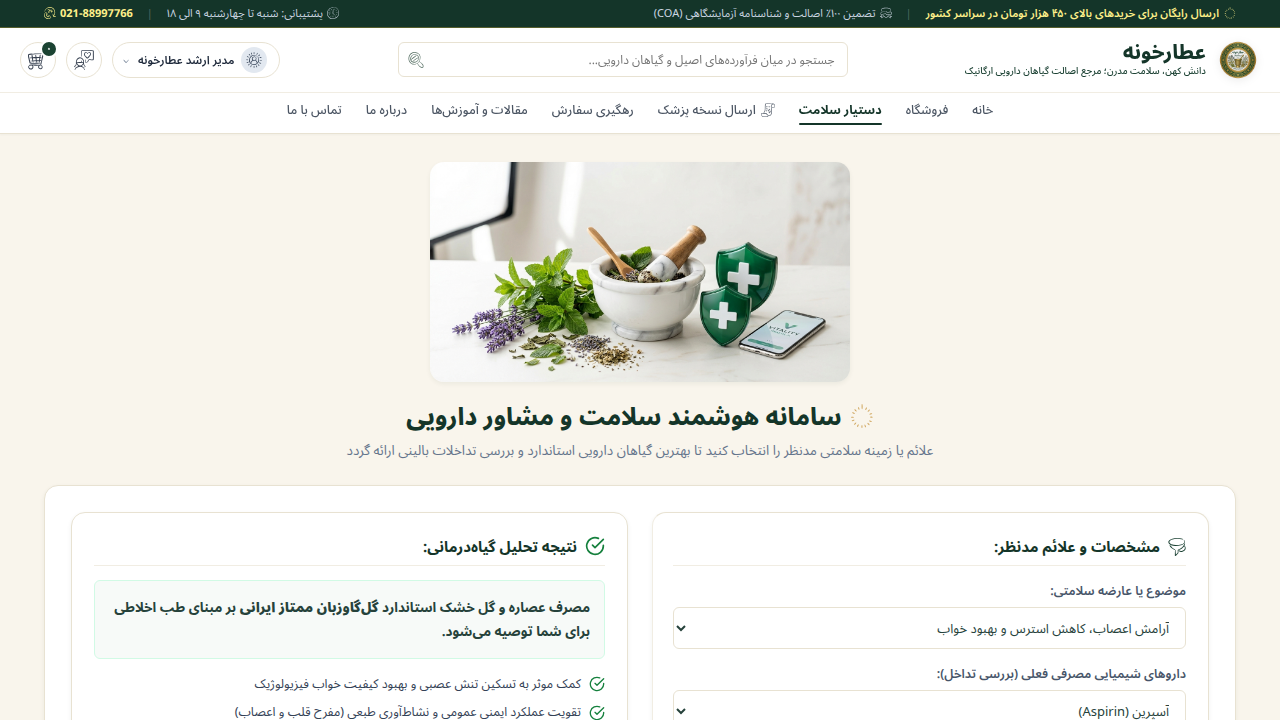 ارسال رایگان برای خریدهای بالای ۴۵۰ هزار تومان در سراسر کشور
تضمین ۱۰۰٪ اصالت و شناسنامه آزمایشگاهی (COA)
پشتیبانی: شنبه تا چهارشنبه ۹ الی ۱۸
021-88997766
عطارخونه
دانش کهن، سلامت مدرن؛ مرجع اصالت گیاهان دارویی ارگانیک
جستجو در میان فرآورده‌های اصیل و گیاهان دارویی...
مدیر ارشد عطارخونه
۰
خانه
فروشگاه
دستیار سلامت
ارسال نسخه پزشک
رهگیری سفارش
مقالات و آموزش‌ها
درباره ما
تماس با ما
VITALITY
سامانه هوشمند سلامت و مشاور دارویی
علائم یا زمینه سلامتی مدنظر را انتخاب کنید تا بهترین گیاهان دارویی استاندارد و بررسی تداخلات بالینی ارائه گردد
مشخصات و علائم مدنظر:
موضوع یا عارضه سلامتی:
آرامش اعصاب، کاهش استرس و بهبود خواب
داروهای شیمیایی مصرفی فعلی (بررسی تداخل):
آسپرین (Aspirin)
نتیجه تحلیل گیاه‌درمانی:
مصرف عصاره و گل خشک استاندارد گل‌گاوزبان ممتاز ایرانی بر مبنای طب اخلاطی
برای شما توصیه می‌شود.
کمک موثر به تسکین تنش عصبی و بهبود کیفیت خواب فیزیولوژیک
تقویت عملکرد ایمنی عمومی و نشاط‌آوری طبعی (مفرح قلب و اعصاب)